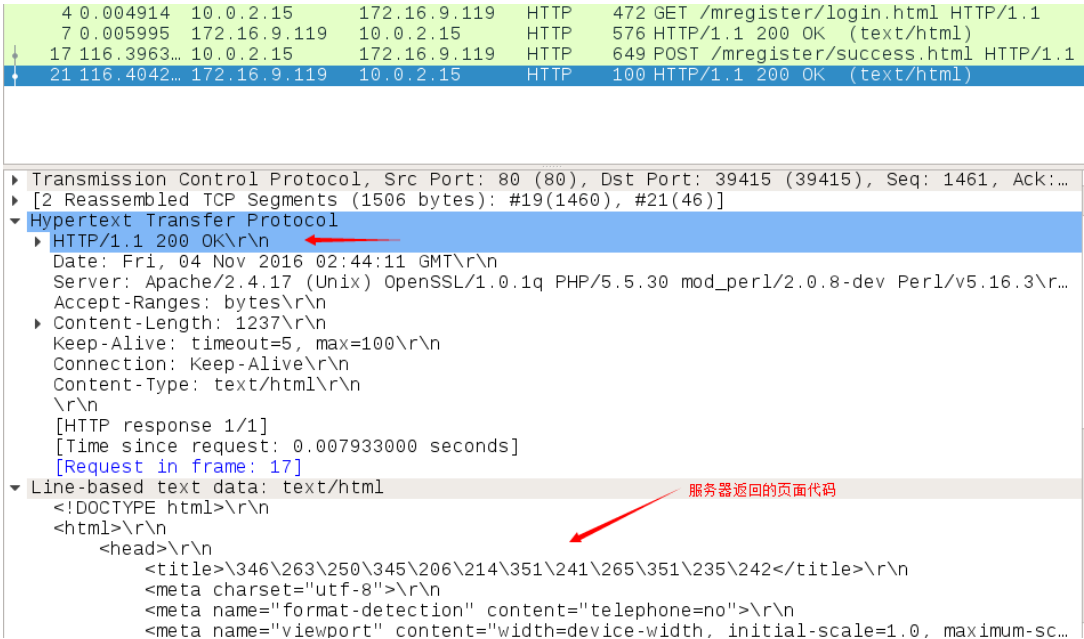 4 0.004914 10.0.2.15 172.16.9.119 HTTP 472 GET /mregister/login.html HTTP/1.1
7 0.005995 172.16.9.119 10.0.2.15 HTTP 576 HTTP/1.1 200 OK (text/html)
17 116.3963… 10.0.2.15 172.16.9.119 HTTP 649 POST /mregister/success.html HTTP/1.1
21 116.4042… 172.16.9.119 10.0.2.15 HTTP 100 HTTP/1.1 200 OK (text/html)
Transmission Control Protocol, Src Port: 80 (80), Dst Port: 39415 (39415), Seq: 1461, Ack:…
[2 Reassembled TCP Segments (1506 bytes): #19(1460), #21(46)]
Hypertext Transfer Protocol
HTTP/1.1 200 OK\r\n
Date: Fri, 04 Nov 2016 02:44:11 GMT\r\n
Server: Apache/2.4.17 (Unix) OpenSSL/1.0.1q PHP/5.5.30 mod_perl/2.0.8-dev Perl/v5.16.3\r…
Accept-Ranges: bytes\r\n
Content-Length: 1237\r\n
Keep-Alive: timeout=5, max=100\r\n
Connection: Keep-Alive\r\n
Content-Type: text/html\r\n
\r\n
[HTTP response 1/1]
[Time since request: 0.007933000 seconds]
[Request in frame: 17]
Line-based text data: text/html
服务器返回的页面代码
<!DOCTYPE html>\r\n
<html>\r\n
<head>\r\n
<title>\346\263\250\345\206\214\351\241\265\351\235\242</title>\r\n
<meta charset="utf-8">\r\n
<meta name="format-detection" content="telephone=no">\r\n
<meta name="viewport" content="width=device-width, initial-scale=1.0, maximum-sc…